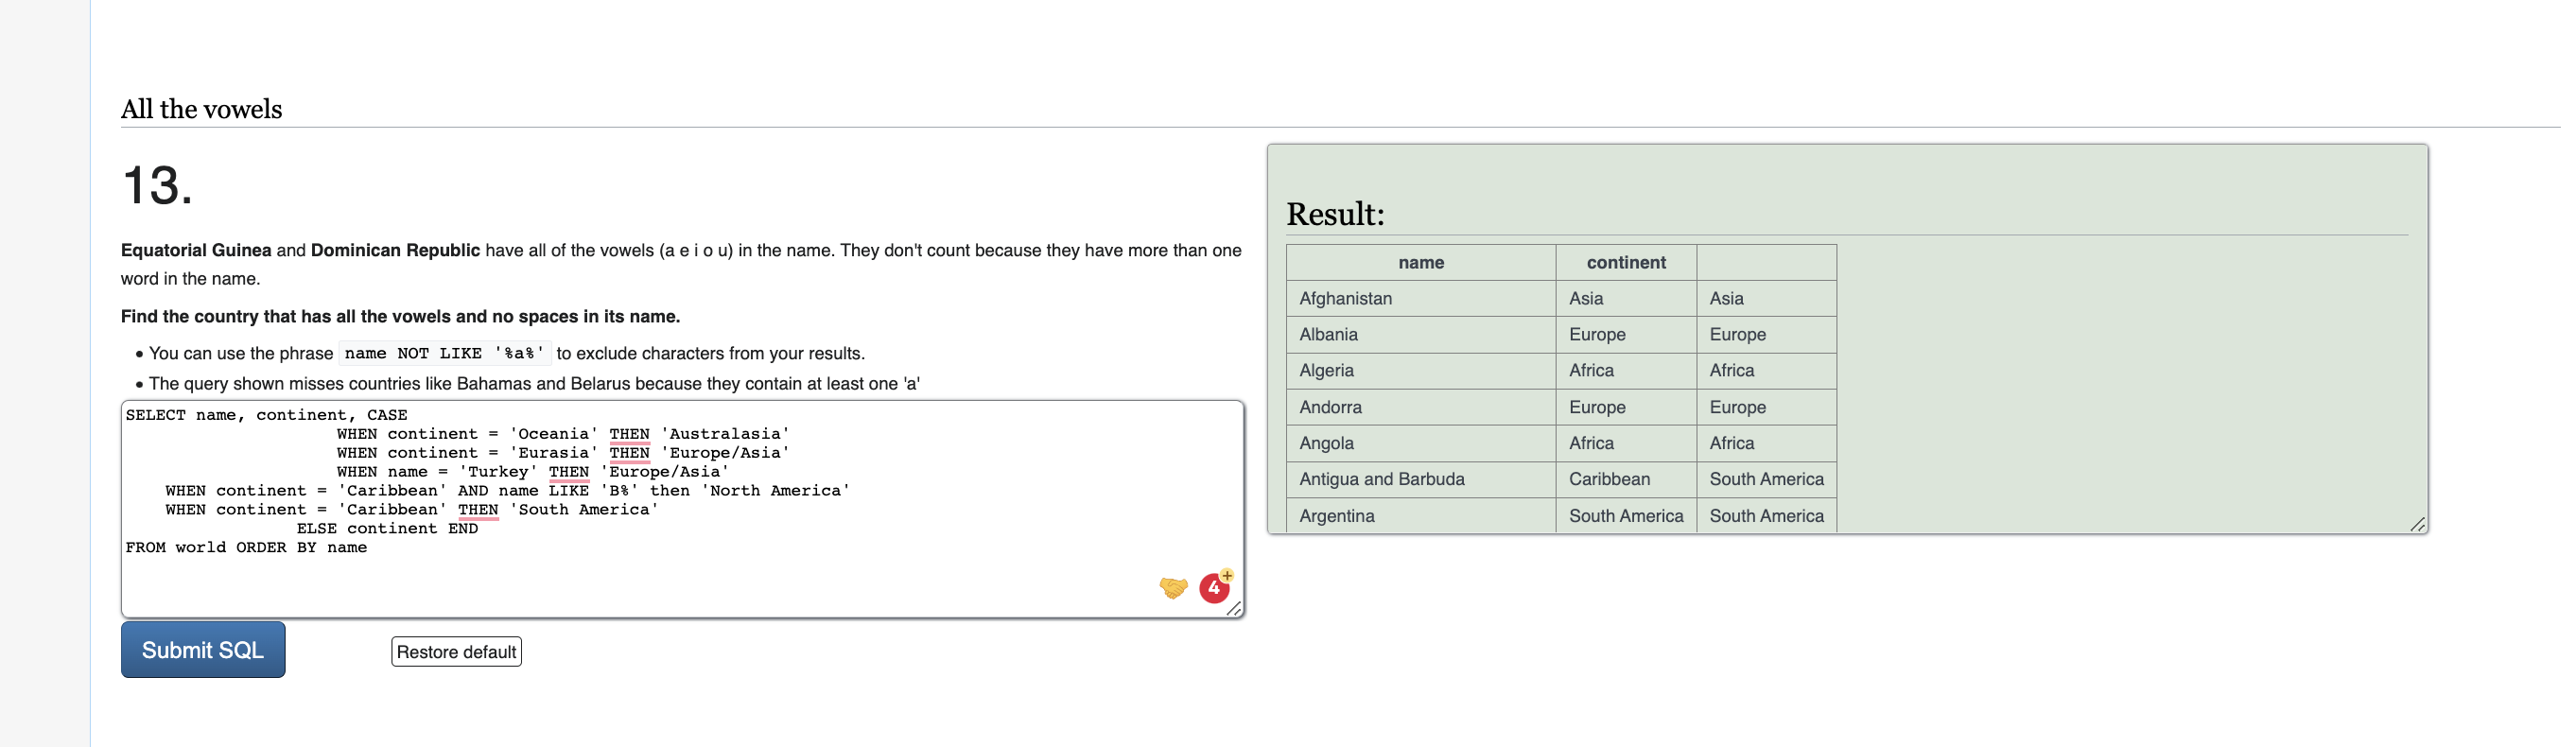 All the vowels
13.
Equatorial Guinea and Dominican Republic have all of the vowels (a e i o u) in the name. They don't count because they have more than one
word in the name.
Find the country that has all the vowels and no spaces in its name.
• You can use the phrase name NOT LIKE '%a%' to exclude characters from your results.
• The query shown misses countries like Bahamas and Belarus because they contain at least one 'a'
SELECT name, continent, CASE
WHEN continent = 'Oceania' THEN 'Australasia'
WHEN continent = 'Eurasia' THEN 'Europe/Asia'
WHEN name = 'Turkey' THEN 'Europe/Asia'
WHEN continent = 'Caribbean' AND name LIKE 'B%' then 'North America'
WHEN continent = 'Caribbean' THEN 'South America'
ELSE continent END
FROM world ORDER BY name
4
+
Submit SQL
Restore default
Result:
name continent
Afghanistan Asia Asia
Albania Europe Europe
Algeria Africa Africa
Andorra Europe Europe
Angola Africa Africa
Antigua and Barbuda Caribbean South America
Argentina South America South America